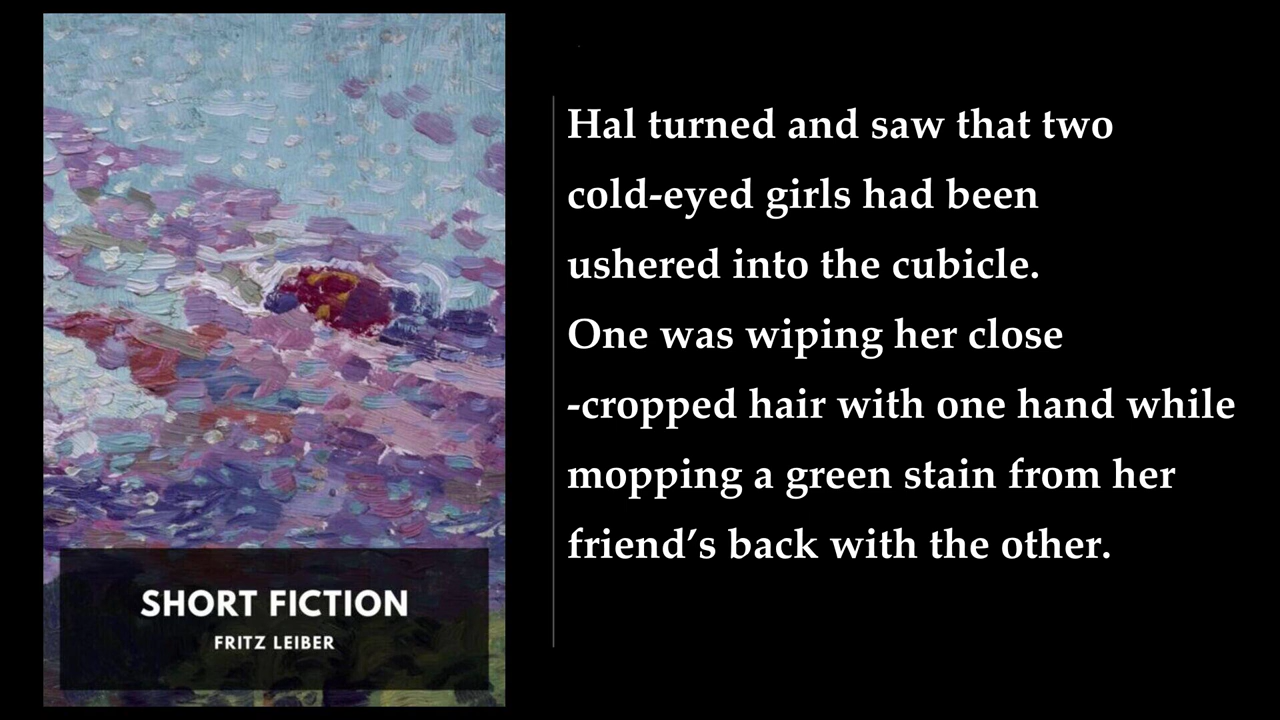 SHORT FICTION
FRITZ LEIBER
Hal turned and saw that two
cold-eyed girls had been
ushered into the cubicle.
One was wiping her close
-cropped hair with one hand while
mopping a green stain from her
friend’s back with the other.